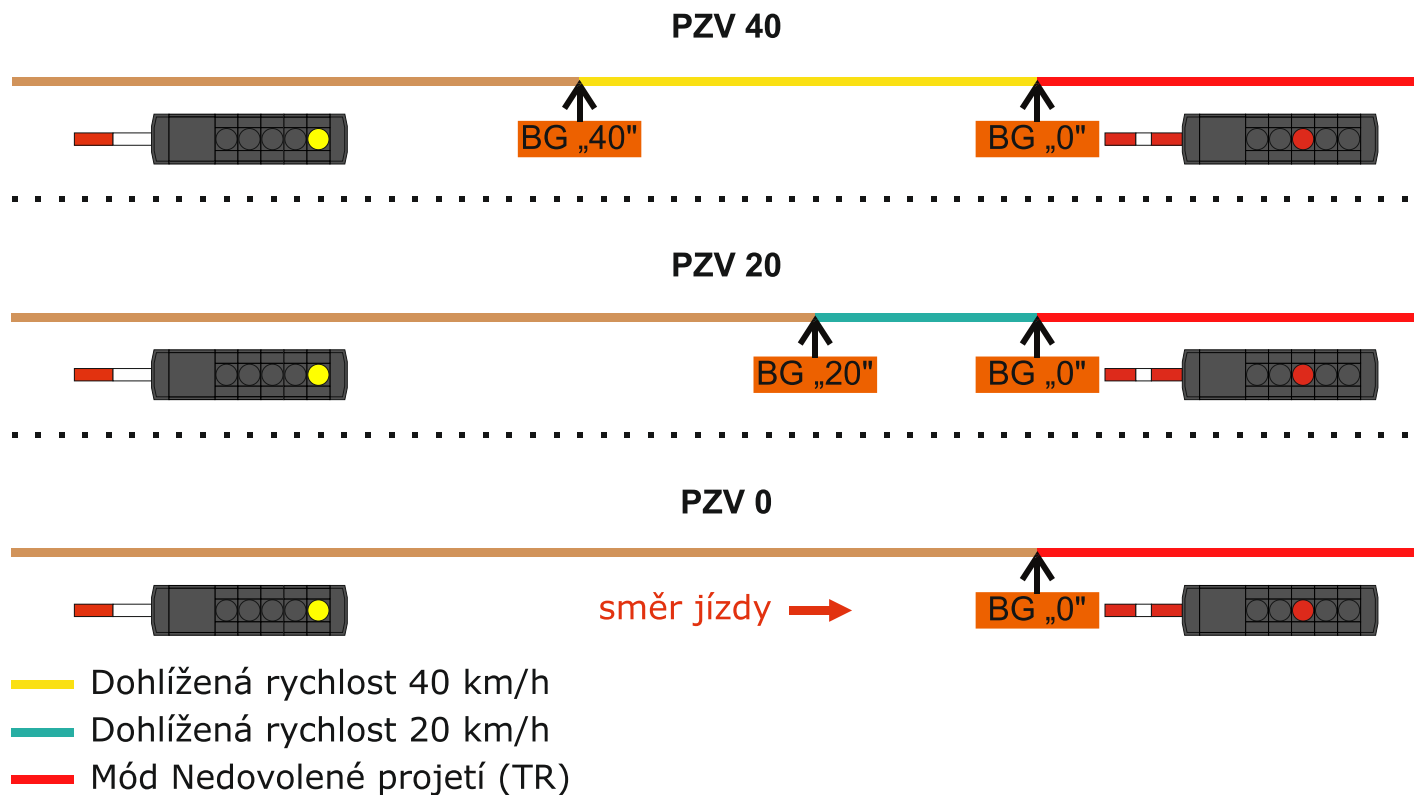 PZV 40
BG „40"
BG „0"
PZV 20
BG „20"
BG „0"
PZV 0
směr jízdy
BG „0"
Dohlížená rychlost 40 km/h
Dohlížená rychlost 20 km/h
Mód Nedovolené projetí (TR)